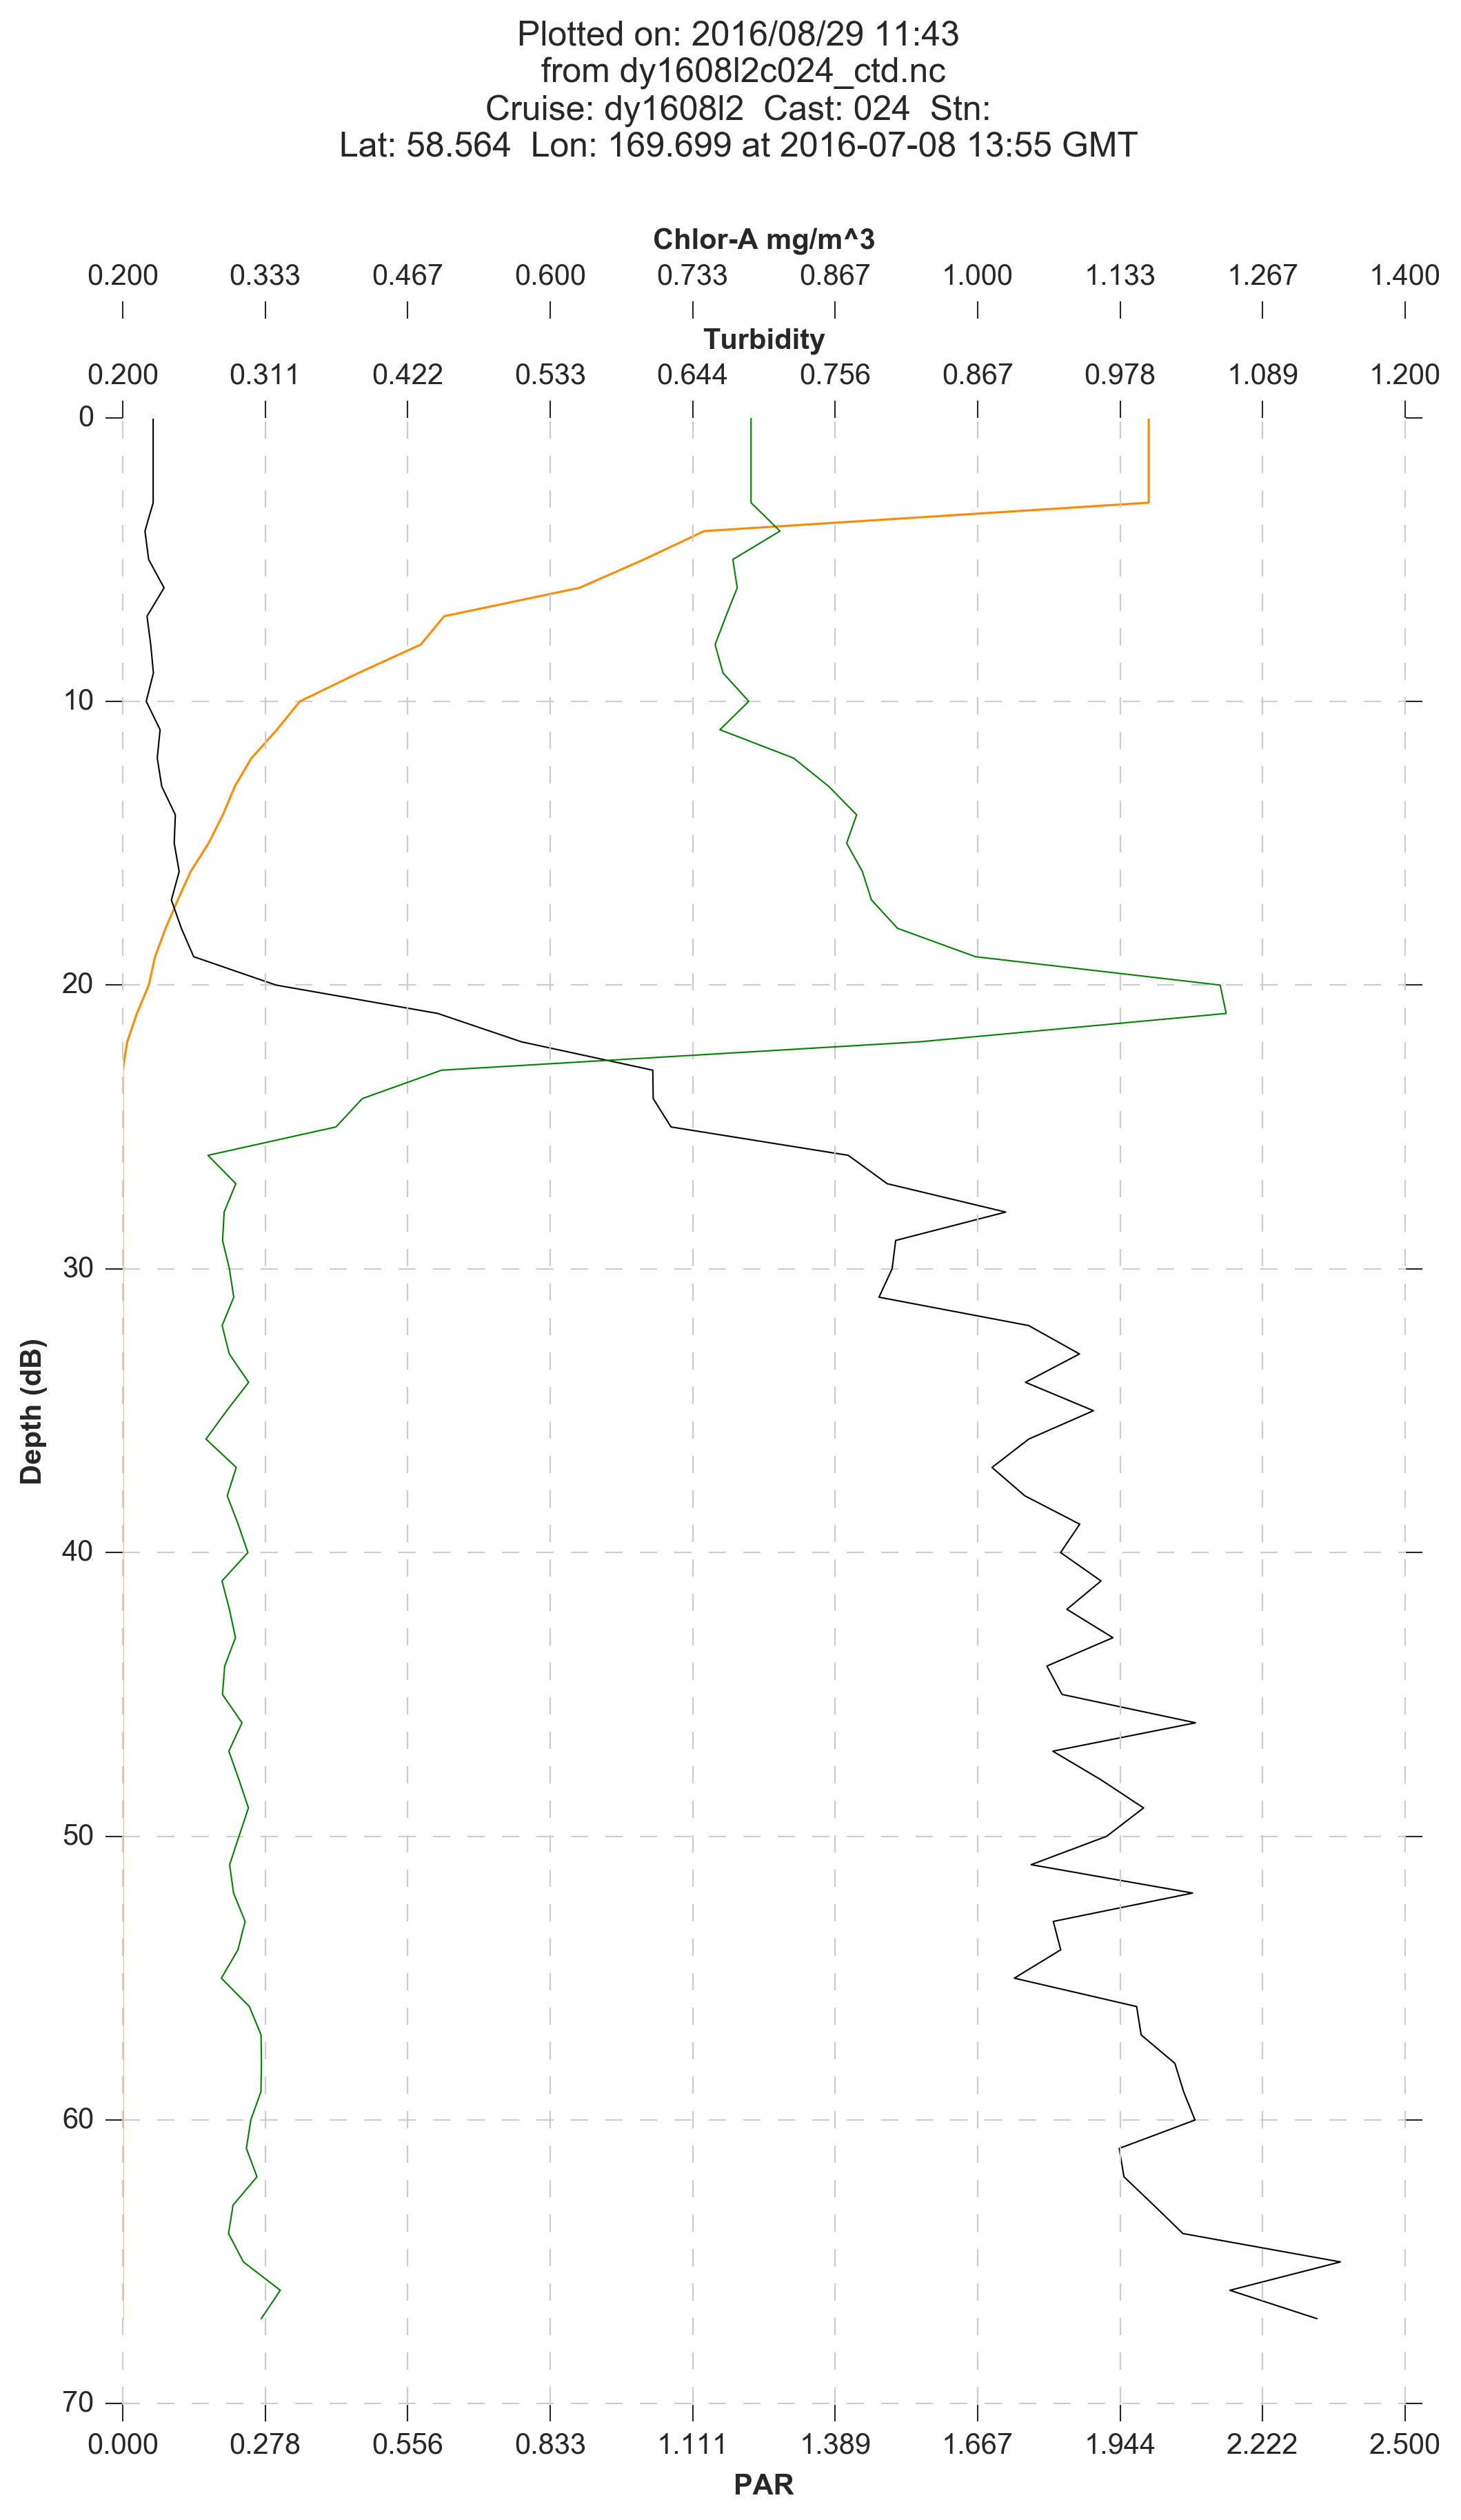 Plotted on: 2016/08/29 11:43
from dy1608l2c024_ctd.nc
Cruise: dy1608l2  Cast: 024  Stn:
Lat: 58.564  Lon: 169.699 at 2016-07-08 13:55 GMT
Chlor-A mg/m^3
0.200 0.333 0.467 0.600 0.733 0.867 1.000 1.133 1.267 1.400
Turbidity
0.200 0.311 0.422 0.533 0.644 0.756 0.867 0.978 1.089 1.200
0
10
20
30
Depth (dB)
40
50
60
70
0.000 0.278 0.556 0.833 1.111 1.389 1.667 1.944 2.222 2.500
PAR